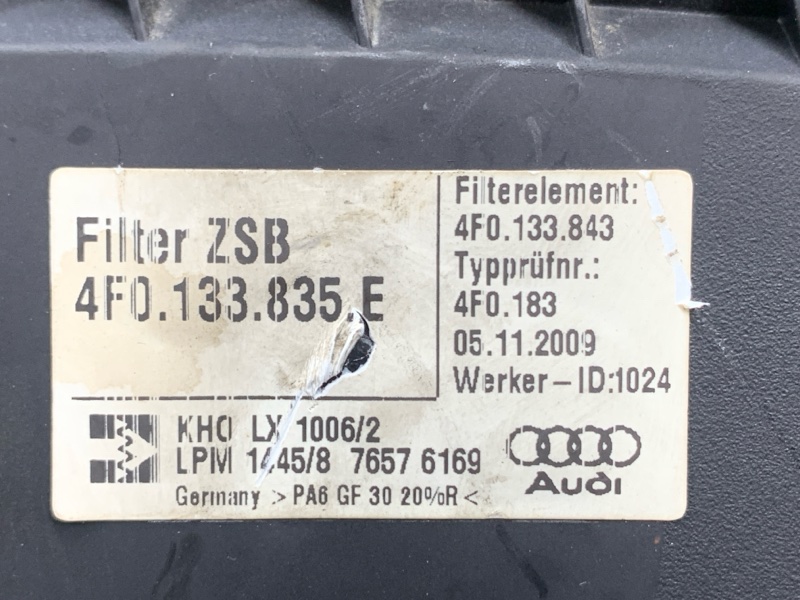 Filter ZSB
4F0.133.835 E
Filterelement:
4F0.133.843
Typprüfnr.:
4F0.183
05.11.2009
Werker-ID:1024
KHO LX 1006/2
LPM 1445/8 7657 6169
Germany >PA6 GF 30 20%R<
Audi